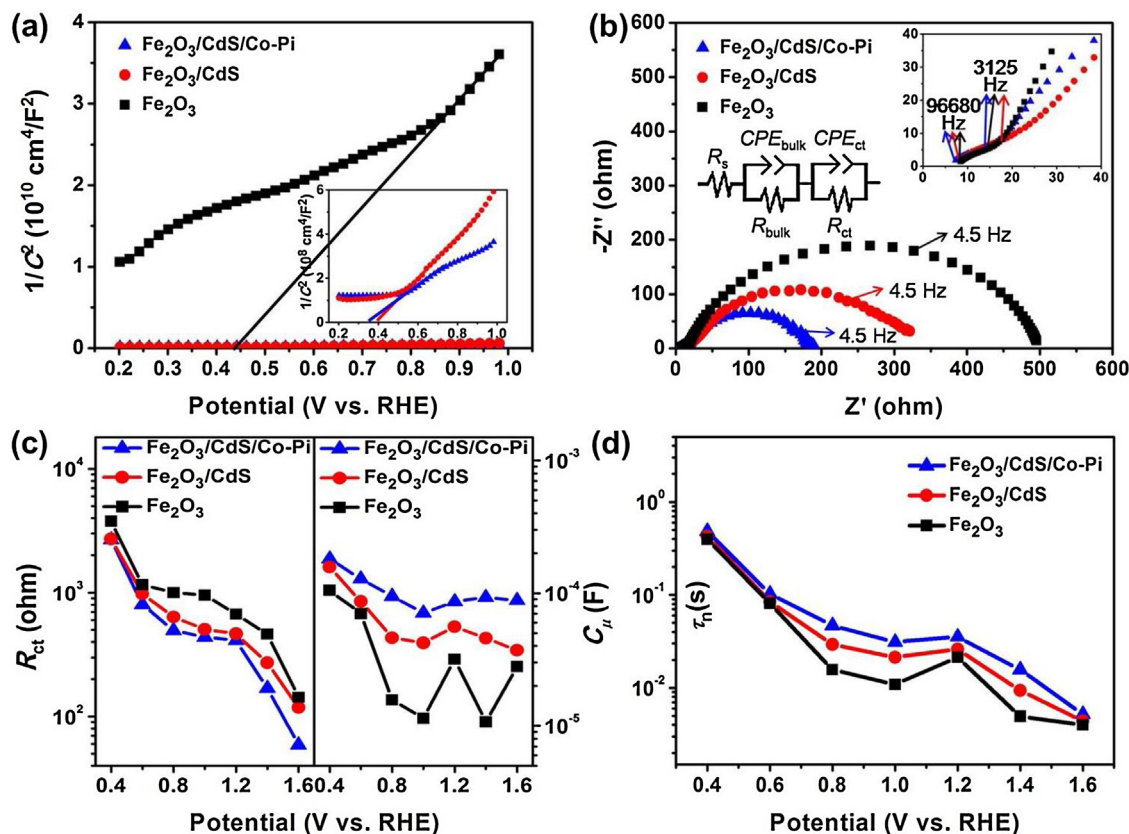 (a)
4
3
2
1
0
1/C² (10¹⁰ cm⁴/F²)
Fe₂O₃/CdS/Co-Pi
Fe₂O₃/CdS
Fe₂O₃
6
4
2
0
1/C² (10⁸ cm⁴/F²)
0.2 0.4 0.6 0.8 1.0
0.2 0.3 0.4 0.5 0.6 0.7 0.8 0.9 1.0
Potential (V vs. RHE)
(b)
-600
500
400
300
200
100
0
-Z'' (ohm)
Fe₂O₃/CdS/Co-Pi
Fe₂O₃/CdS
Fe₂O₃
40
30
20
10
0
3125
Hz
96680
Hz
0 10 20 30 40
CPE_bulk CPE_ct
R_s
R_bulk R_ct
4.5 Hz
4.5 Hz
4.5 Hz
0 100 200 300 400 500 600
Z' (ohm)
(c)
10⁴
10³
10²
R_ct (ohm)
Fe₂O₃/CdS/Co-Pi
Fe₂O₃/CdS
Fe₂O₃
Fe₂O₃/CdS/Co-Pi
Fe₂O₃/CdS
Fe₂O₃
10⁻³
10⁻⁴
10⁻⁵
C_μ (F)
0.4 0.8 1.2 1.6 0.4 0.8 1.2 1.6
Potential (V vs. RHE)
(d)
10⁰
10⁻¹
10⁻²
τ_n(s)
Fe₂O₃/CdS/Co-Pi
Fe₂O₃/CdS
Fe₂O₃
0.4 0.6 0.8 1.0 1.2 1.4 1.6
Potential (V vs. RHE)